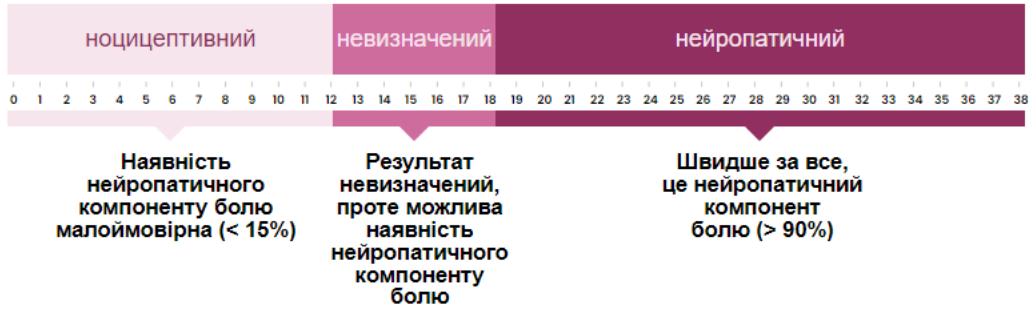 ноцицептивний невизначений нейропатичний
0 1 2 3 4 5 6 7 8 9 10 11 12 13 14 15 16 17 18 19 20 21 22 23 24 25 26 27 28 29 30 31 32 33 34 35 36 37 38
Наявність
нейропатичного
компоненту болю
малоймовірна (< 15%)
Результат
невизначений,
проте можлива
наявність
нейропатичного
компоненту
болю
Швидше за все,
це нейропатичний
компонент
болю (> 90%)